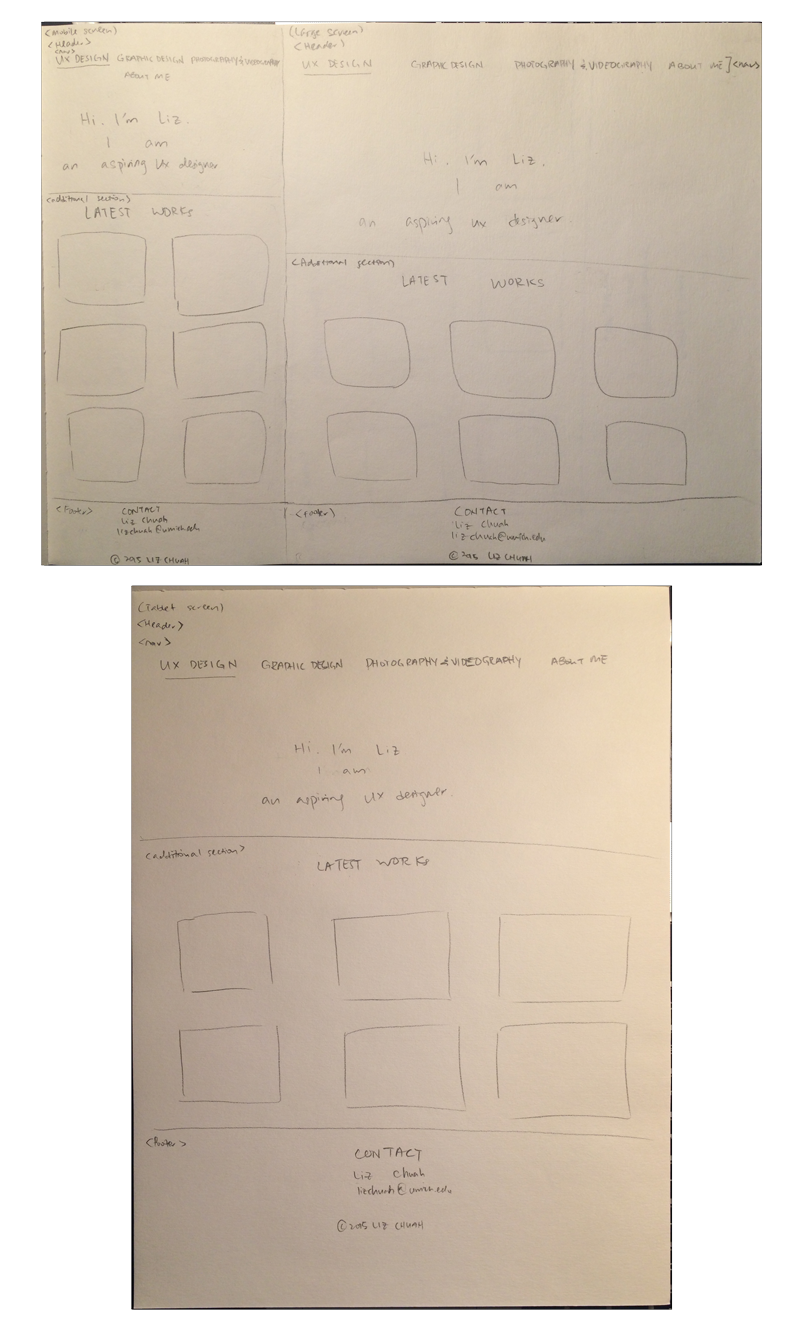 (Mobile screen)
<Header>
<nav>
UX DESIGN GRAPHIC DESIGN PHOTOGRAPHY & VIDEOGRAPHY
ABOUT ME
Hi. I'm Liz.
I am
an aspiring UX designer
<additional section>
LATEST WORKS
<Footer> CONTACT
Liz Chuah
lizchuah@umich.edu
© 2015 LIZ CHUAH
(Large screen)
<Header>
UX DESIGN GRAPHIC DESIGN PHOTOGRAPHY & VIDEOGRAPHY ABOUT ME ] <nav>
Hi. I'm Liz.
I am
an aspiring UX designer.
<Additional section>
LATEST WORKS
<footer> CONTACT
Liz Chuah
lizchuah@umich.edu
© 2015 LIZ CHUAH
(Tablet screen)
<Header>
<nav>
UX DESIGN GRAPHIC DESIGN PHOTOGRAPHY & VIDEOGRAPHY ABOUT ME
Hi. I'm Liz
I am
an aspiring UX designer.
<additional section>
LATEST WORKS
<Footer>
CONTACT
Liz Chuah
lizchuah@umich.edu
© 2015 LIZ CHUAH